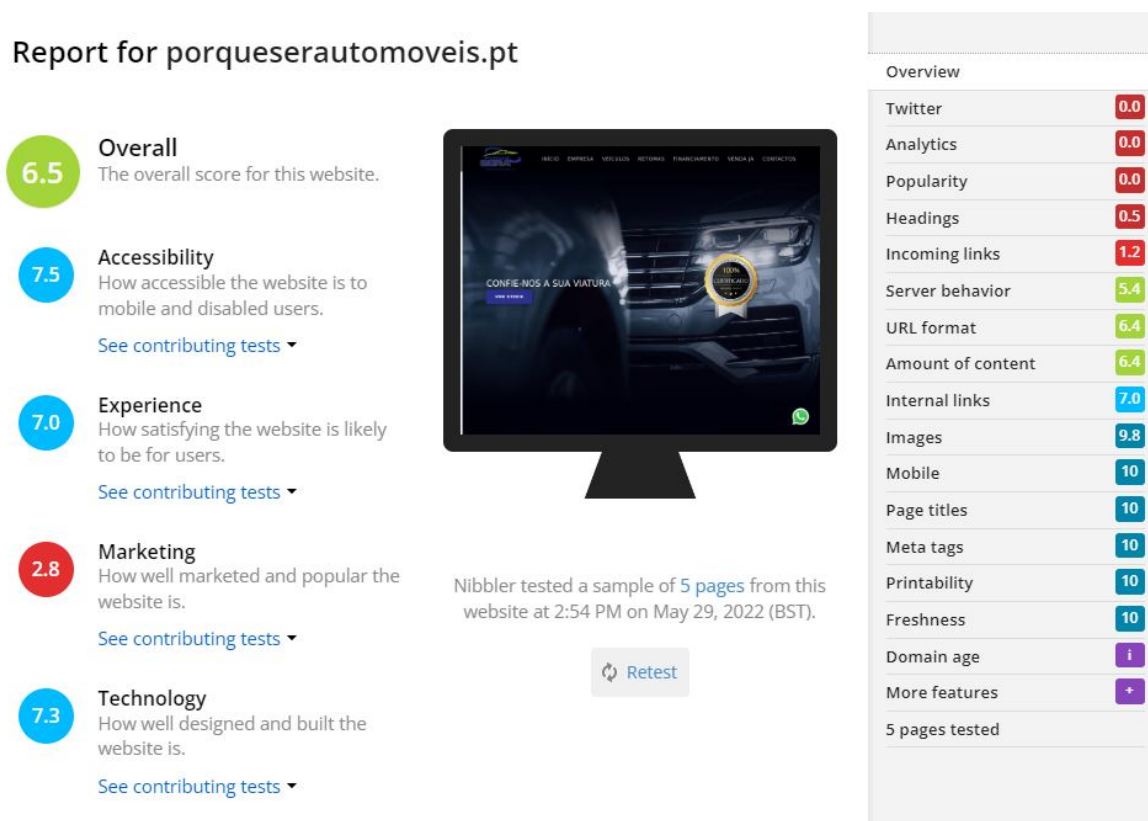 Report for porqueserautomoveis.pt
6.5
Overall
The overall score for this website.
7.5
Accessibility
How accessible the website is to
mobile and disabled users.
See contributing tests
7.0
Experience
How satisfying the website is likely
to be for users.
See contributing tests
2.8
Marketing
How well marketed and popular the
website is.
See contributing tests
7.3
Technology
How well designed and built the
website is.
See contributing tests
INÍCIO EMPRESA VEÍCULOS RETOMAS FINANCIAMENTO VENDA JÁ CONTACTOS
CONFIE-NOS A SUA VIATURA
VER STOCK
100%
CERTIFICADO
Nibbler tested a sample of 5 pages from this
website at 2:54 PM on May 29, 2022 (BST).
Retest
Overview
Twitter 0.0
Analytics 0.0
Popularity 0.0
Headings 0.5
Incoming links 1.2
Server behavior 5.4
URL format 6.4
Amount of content 6.4
Internal links 7.0
Images 9.8
Mobile 10
Page titles 10
Meta tags 10
Printability 10
Freshness 10
Domain age i
More features +
5 pages tested